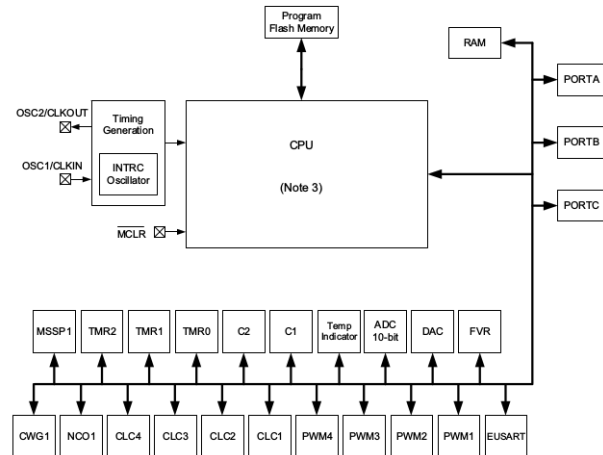 Program
Flash Memory
RAM
PORTA
OSC2/CLKOUT
Timing
Generation
CPU
PORTB
OSC1/CLKIN
INTRC
Oscillator
(Note 3)
PORTC
MCLR
MSSP1
TMR2
TMR1
TMR0
C2
C1
Temp
Indicator
ADC
10-bit
DAC
FVR
CWG1
NCO1
CLC4
CLC3
CLC2
CLC1
PWM4
PWM3
PWM2
PWM1
EUSART